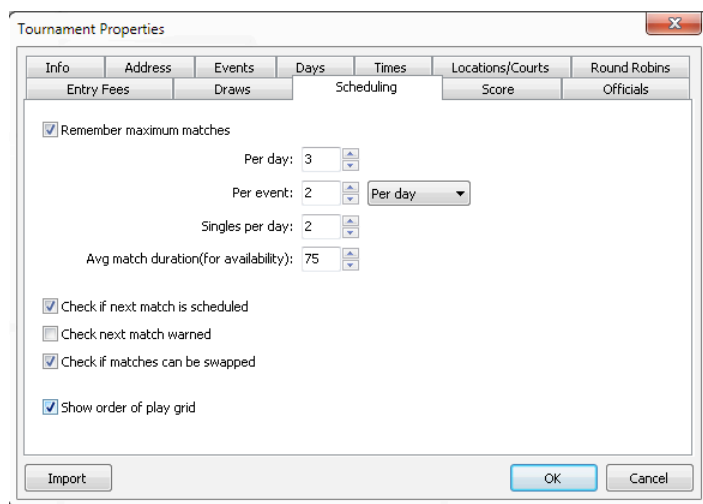 Tournament Properties
x
Info Address Events Days Times Locations/Courts Round Robins
Entry Fees Draws Scheduling Score Officials
Remember maximum matches
Per day: 3
Per event: 2 Per day
Singles per day: 2
Avg match duration(for availability): 75
Check if next match is scheduled
Check next match warned
Check if matches can be swapped
Show order of play grid
Import OK Cancel